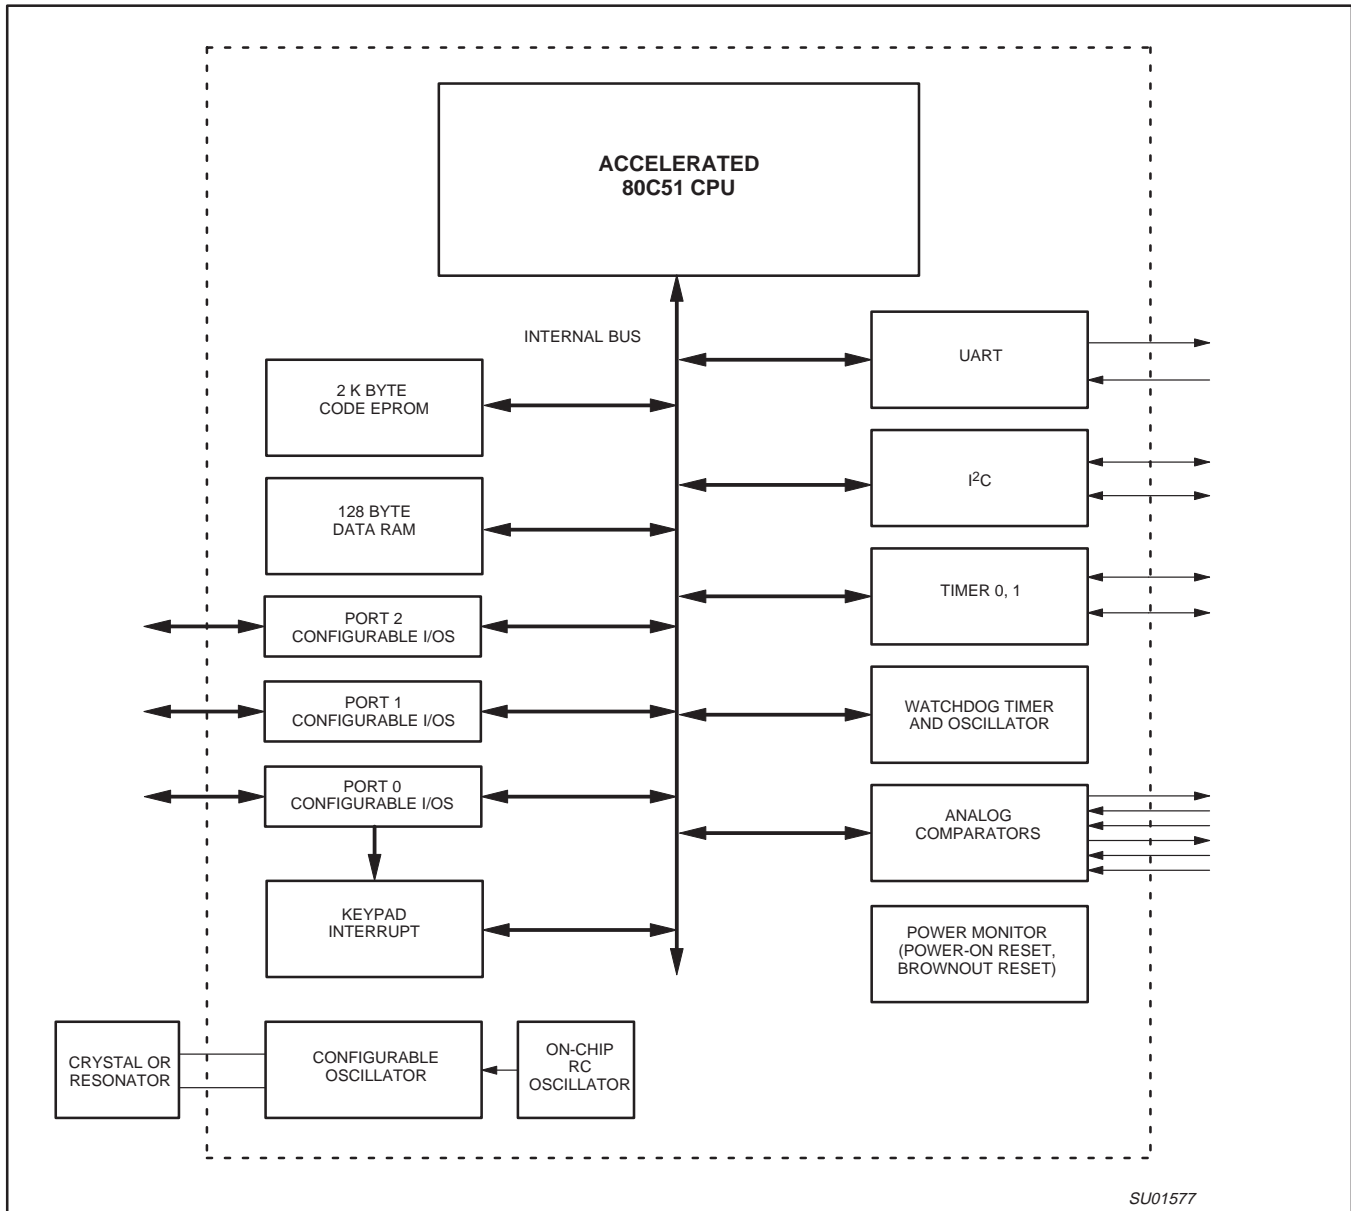 ACCELERATED
80C51 CPU
INTERNAL BUS
2 K BYTE
CODE EPROM
128 BYTE
DATA RAM
PORT 2
CONFIGURABLE I/OS
PORT 1
CONFIGURABLE I/OS
PORT 0
CONFIGURABLE I/OS
KEYPAD
INTERRUPT
CRYSTAL OR
RESONATOR
CONFIGURABLE
OSCILLATOR
ON-CHIP
RC
OSCILLATOR
UART
I²C
TIMER 0, 1
WATCHDOG TIMER
AND OSCILLATOR
ANALOG
COMPARATORS
POWER MONITOR
(POWER-ON RESET,
BROWNOUT RESET)
SU01577